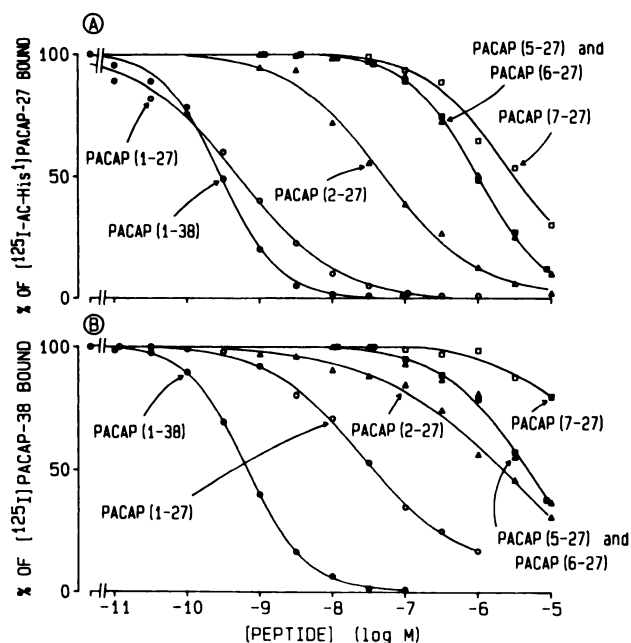 A
% OF [¹²⁵I-AC-His¹]PACAP-27 BOUND
100
50
0
PACAP (5-27) and
PACAP (6-27)
PACAP (7-27)
PACAP (1-27)
PACAP (2-27)
PACAP (1-38)
B
% OF [¹²⁵I]PACAP-38 BOUND
100
50
0
PACAP (1-38)
PACAP (2-27)
PACAP (7-27)
PACAP (1-27)
PACAP (5-27) and
PACAP (6-27)
-11 -10 -9 -8 -7 -6 -5
[PEPTIDE] (log M)